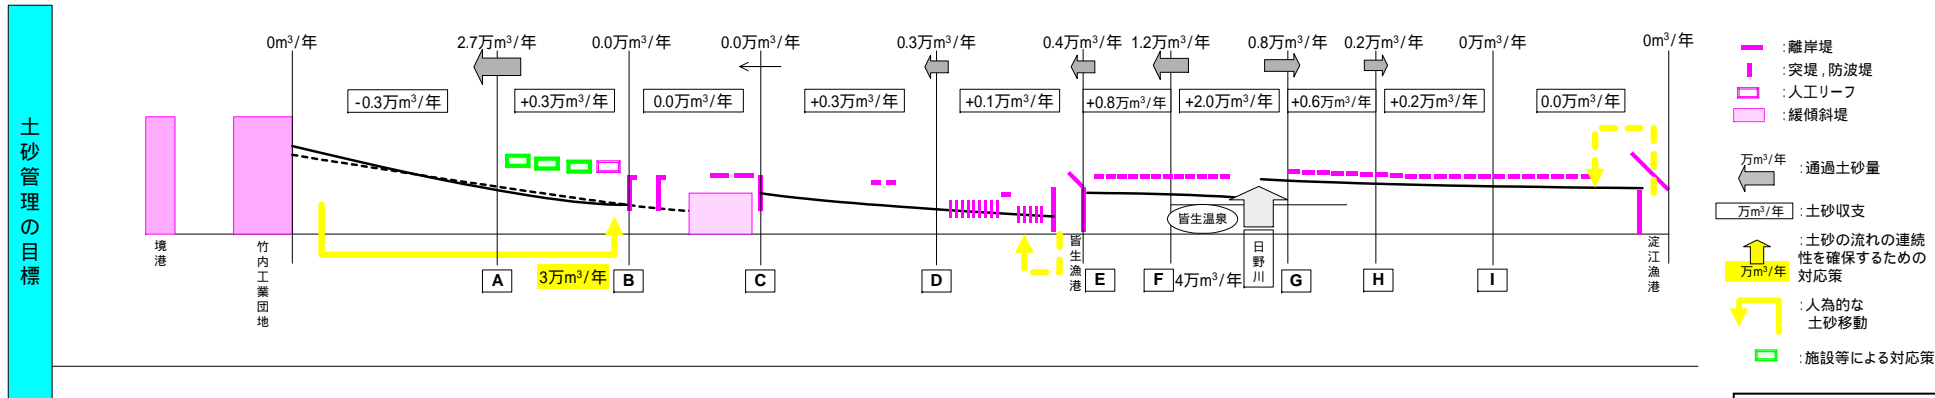 土砂管理の目標
0m³/年
2.7万m³/年
0.0万m³/年
0.0万m³/年
0.3万m³/年
0.4万m³/年
1.2万m³/年
0.8万m³/年
0.2万m³/年
0万m³/年
0m³/年
-0.3万m³/年
+0.3万m³/年
0.0万m³/年
+0.3万m³/年
+0.1万m³/年
+0.8万m³/年
+2.0万m³/年
+0.6万m³/年
+0.2万m³/年
0.0万m³/年
境港
竹内工業団地
皆生漁港
皆生温泉
日野川
淀江漁港
3万m³/年
4万m³/年
A
B
C
D
E
F
G
H
I
:離岸堤
:突堤,防波堤
:人工リーフ
:緩傾斜堤
万m³/年
:通過土砂量
万m³/年
:土砂収支
万m³/年
:土砂の流れの連続
性を確保するための
対応策
:人為的な
土砂移動
:施設等による対応策